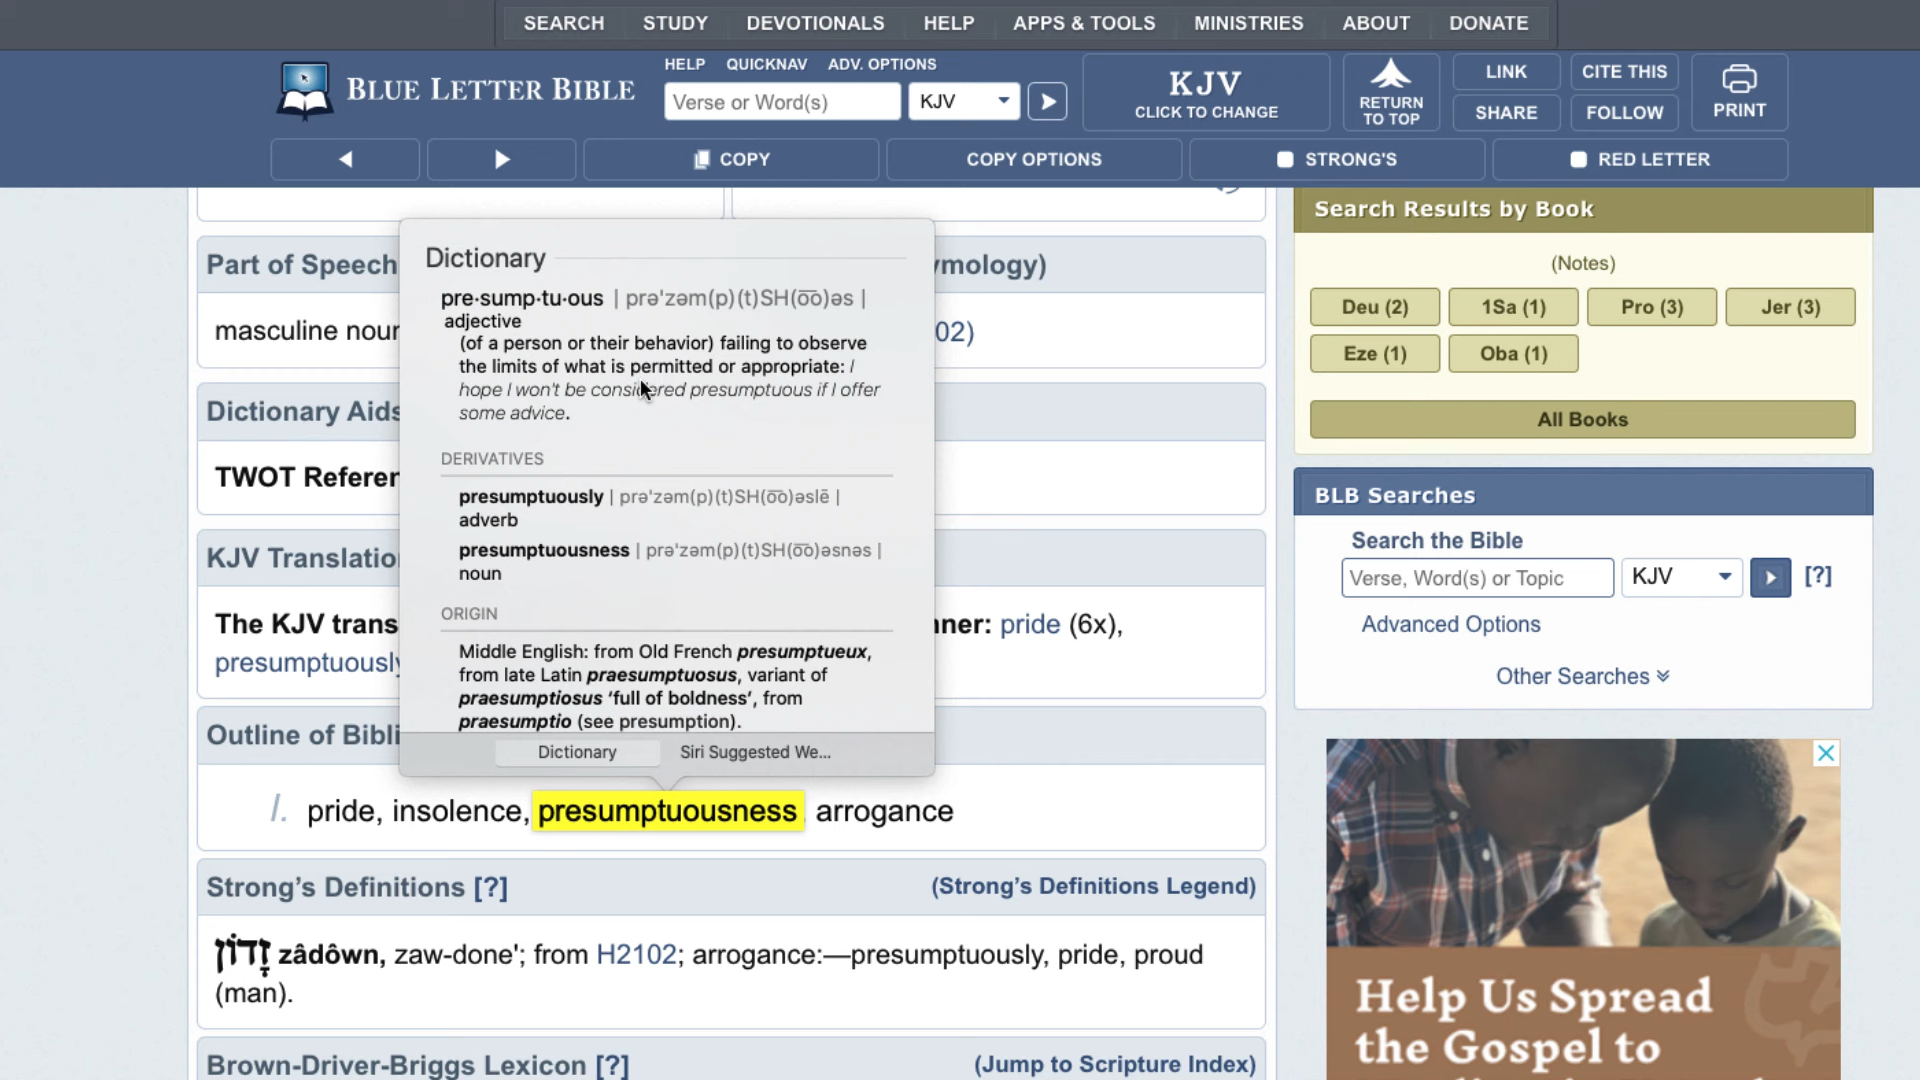 SEARCH STUDY DEVOTIONALS HELP APPS & TOOLS MINISTRIES ABOUT DONATE
BLUE LETTER BIBLE
HELP QUICKNAV ADV. OPTIONS
Verse or Word(s)
KJV
KJV
CLICK TO CHANGE
RETURN
TO TOP
LINK
CITE THIS
SHARE
FOLLOW
PRINT
COPY
COPY OPTIONS
STRONG'S
RED LETTER
Part of Speech
mology)
masculine noun
02)
Dictionary Aids
TWOT Referen
KJV Translatio
The KJV trans
nner: pride (6x),
presumptuously
Outline of Bibli
Dictionary
pre·sump·tu·ous | prəˈzəm(p)(t)SH(o͞o)əs |
adjective
(of a person or their behavior) failing to observe
the limits of what is permitted or appropriate: I
hope I won't be considered presumptuous if I offer
some advice.
DERIVATIVES
presumptuously | prəˈzəm(p)(t)SH(o͞o)əslē |
adverb
presumptuousness | prəˈzəm(p)(t)SH(o͞o)əsnəs |
noun
ORIGIN
Middle English: from Old French presumptueux,
from late Latin praesumptuosus, variant of
praesumptiosus ‘full of boldness’, from
praesumptio (see presumption).
Dictionary
Siri Suggested We...
I. pride, insolence, presumptuousness, arrogance
Strong’s Definitions [?]
(Strong’s Definitions Legend)
זָדוֹן zâdôwn, zaw-done'; from H2102; arrogance:—presumptuously, pride, proud
(man).
Brown-Driver-Briggs Lexicon [?]
(Jump to Scripture Index)
Search Results by Book
(Notes)
Deu (2) 1Sa (1) Pro (3) Jer (3)
Eze (1) Oba (1)
All Books
BLB Searches
Search the Bible
Verse, Word(s) or Topic
KJV
[?]
Advanced Options
Other Searches
Help Us Spread
the Gospel to